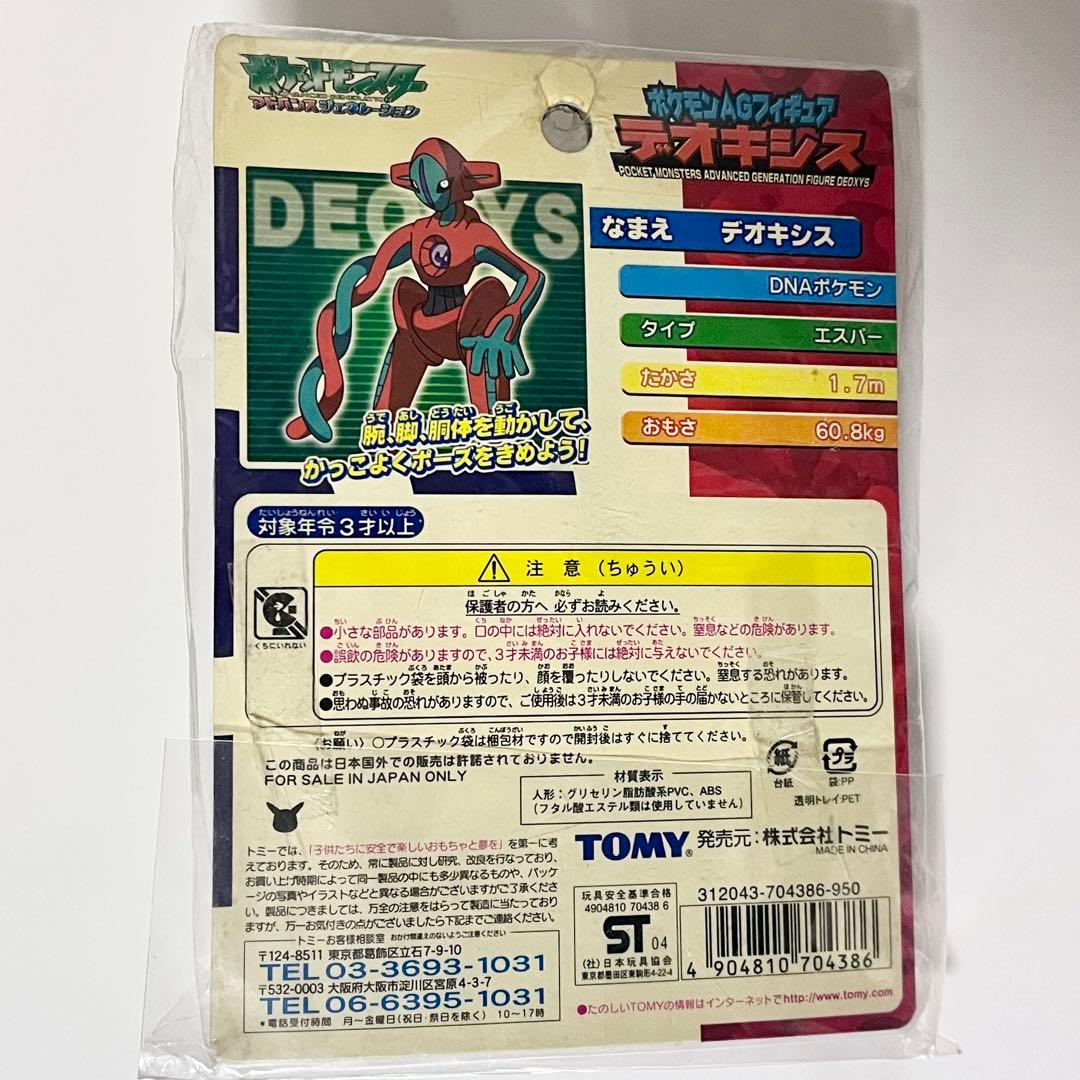 ポケットモンスター
アドバンスジェネレーション
ポケモンAGフィギュア
デオキシス
POCKET MONSTERS ADVANCED GENERATION FIGURE DEOXYS
DEOXYS
なまえ デオキシス
DNAポケモン
タイプ エスパー
たかさ 1.7m
おもさ 60.8kg
腕、脚、胴体を動かして、
かっこよくポーズをきめよう!
対象年令3才以上
注 意 (ちゅうい)
保護者の方へ 必ずお読みください。
くちにいれない
●小さな部品があります。口の中には絶対に入れないでください。窒息などの危険があります。
●誤飲の危険がありますので、3才未満のお子様には絶対に与えないでください。
●プラスチック袋を頭から被ったり、顔を覆ったりしないでください。窒息する恐れがあります。
●思わぬ事故の恐れがありますので、ご使用後は3才未満のお子様の手の届かないところに保管してください。
〈お願い〉○プラスチック袋は梱包材ですので開封後はすぐに捨ててください。
この商品は日本国外での販売は許諾されておりません。
FOR SALE IN JAPAN ONLY
材質表示
人形:グリセリン脂肪酸系PVC、ABS
(フタル酸エステル類は使用していません)
紙
台紙
プラ
袋:PP
透明トレイ:PET
トミーでは、「子供たちに安全で楽しいおもちゃと夢を」を第一に考
えております。そのため、常に製品に対し研究、改良を行なっており、
お買い上げ時期によって同一製品の中にも多少異なるものや、パッケ
ージの写真やイラストなどと異なる場合がございますがご了承くださ
い。製品につきましては、万全の注意をはらって製造に当たっており
ますが、万一お気付きの点がございましたら下記までご連絡ください。
トミーお客様相談室 おかけ間違えのないようご注意ください
〒124-8511 東京都葛飾区立石7-9-10
TEL 03-3693-1031
〒532-0003 大阪府大阪市淀川区宮原4-3-7
TEL 06-6395-1031
*電話受付時間 月〜金曜日(祝日・祭日を除く) 10〜17時
TOMY® 発売元:株式会社トミー
MADE IN CHINA
玩具安全基準合格
4904810 70438 6
ST 04
(社)日本玩具協会
東京都墨田区東駒形4-22-4
312043-704386-950
4 904810 704386
●たのしいTOMYの情報はインターネットでhttp://www.tomy.com